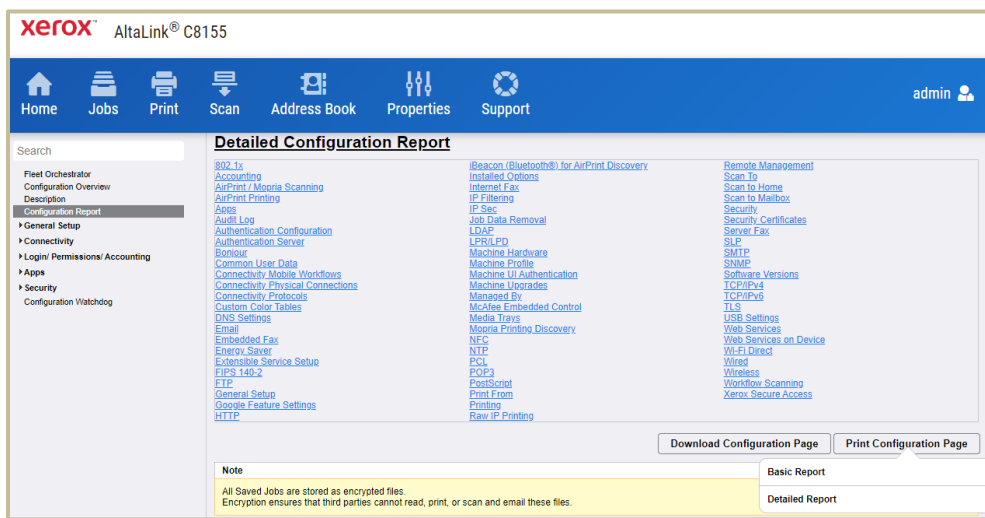 xerox™ AltaLink® C8155
Home Jobs Print Scan Address Book Properties Support admin
Search
Fleet Orchestrator
Configuration Overview
Description
Configuration Report
General Setup
Connectivity
Login/ Permissions/ Accounting
Apps
Security
Configuration Watchdog
Detailed Configuration Report
802.1x
Accounting
AirPrint / Mopria Scanning
AirPrint Printing
Apps
Audit Log
Authentication Configuration
Authentication Server
Bonjour
Common User Data
Connectivity Mobile Workflows
Connectivity Physical Connections
Connectivity Protocols
Custom Color Tables
DNS Settings
Email
Embedded Fax
Energy Saver
Extensible Service Setup
FIPS 140-2
FTP
General Setup
Google Feature Settings
HTTP
iBeacon (Bluetooth®) for AirPrint Discovery
Installed Options
Internet Fax
IP Filtering
IP Sec
Job Data Removal
LDAP
LPR/LPD
Machine Hardware
Machine Profile
Machine UI Authentication
Machine Upgrades
Managed By
McAfee Embedded Control
Media Trays
Mopria Printing Discovery
NFC
NTP
PCL
POP3
PostScript
Print From
Printing
Raw IP Printing
Remote Management
Scan To
Scan to Home
Scan to Mailbox
Security
Security Certificates
Server Fax
SLP
SMTP
SNMP
Software Versions
TCP/IPv4
TCP/IPv6
TLS
USB Settings
Web Services
Web Services on Device
Wi-Fi Direct
Wired
Wireless
Workflow Scanning
Xerox Secure Access
Download Configuration Page
Print Configuration Page
Basic Report
Detailed Report
Note
All Saved Jobs are stored as encrypted files.
Encryption ensures that third parties cannot read, print, or scan and email these files.